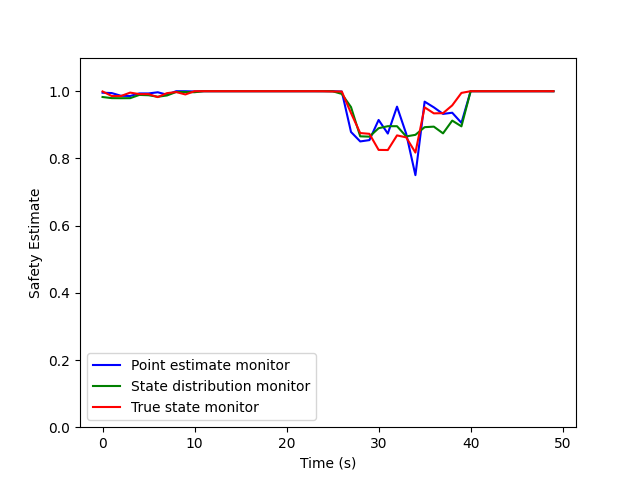 1.0
0.8
0.6
0.4
0.2
0.0
Safety Estimate
Point estimate monitor
State distribution monitor
True state monitor
0 10 20 30 40 50
Time (s)